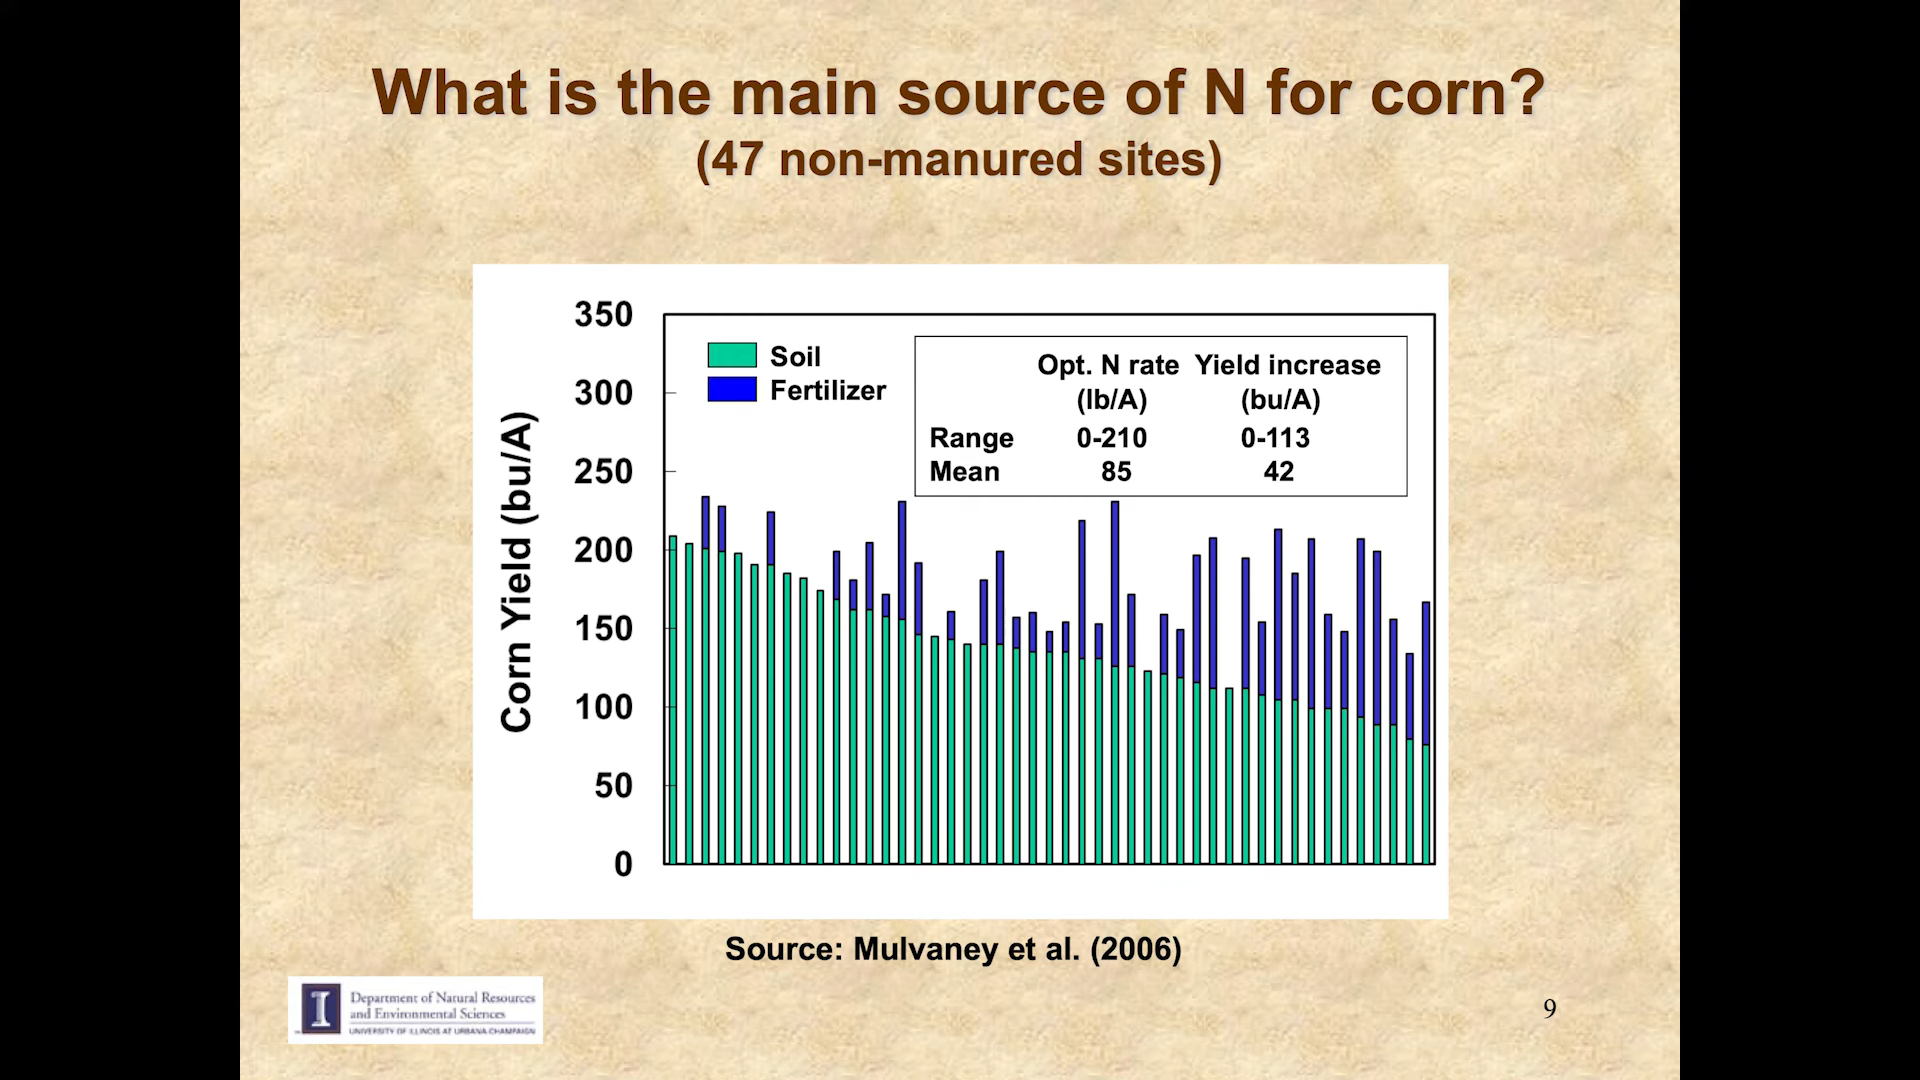 What is the main source of N for corn?
(47 non-manured sites)
350
300
250
200
150
100
50
0
Corn Yield (bu/A)
Soil
Fertilizer
Opt. N rate Yield increase
(lb/A) (bu/A)
Range 0-210 0-113
Mean 85 42
Source: Mulvaney et al. (2006)
I
Department of Natural Resources
and Environmental Sciences
UNIVERSITY OF ILLINOIS AT URBANA-CHAMPAIGN
9